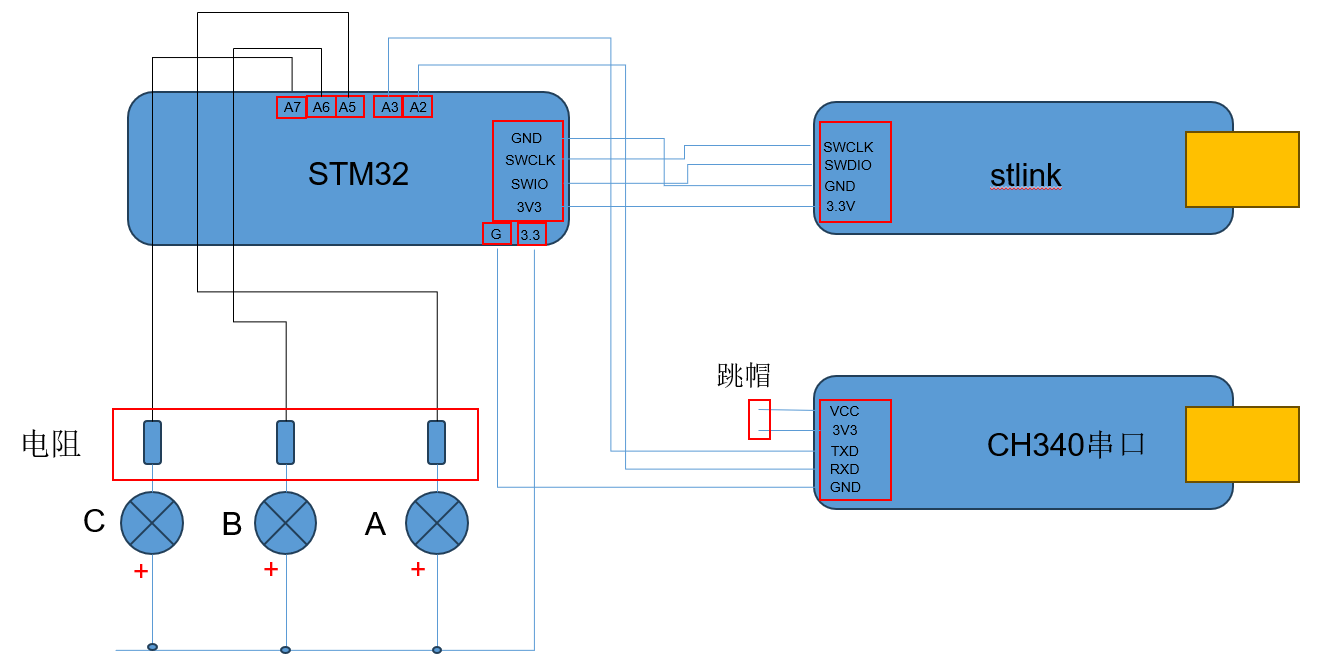 A7 A6 A5 A3 A2
STM32
GND
SWCLK
SWIO
3V3
G 3.3
SWCLK
SWDIO
GND
3.3V
stlink
跳帽
VCC
3V3
TXD
RXD
GND
CH340串口
电阻
C B A
+ + +